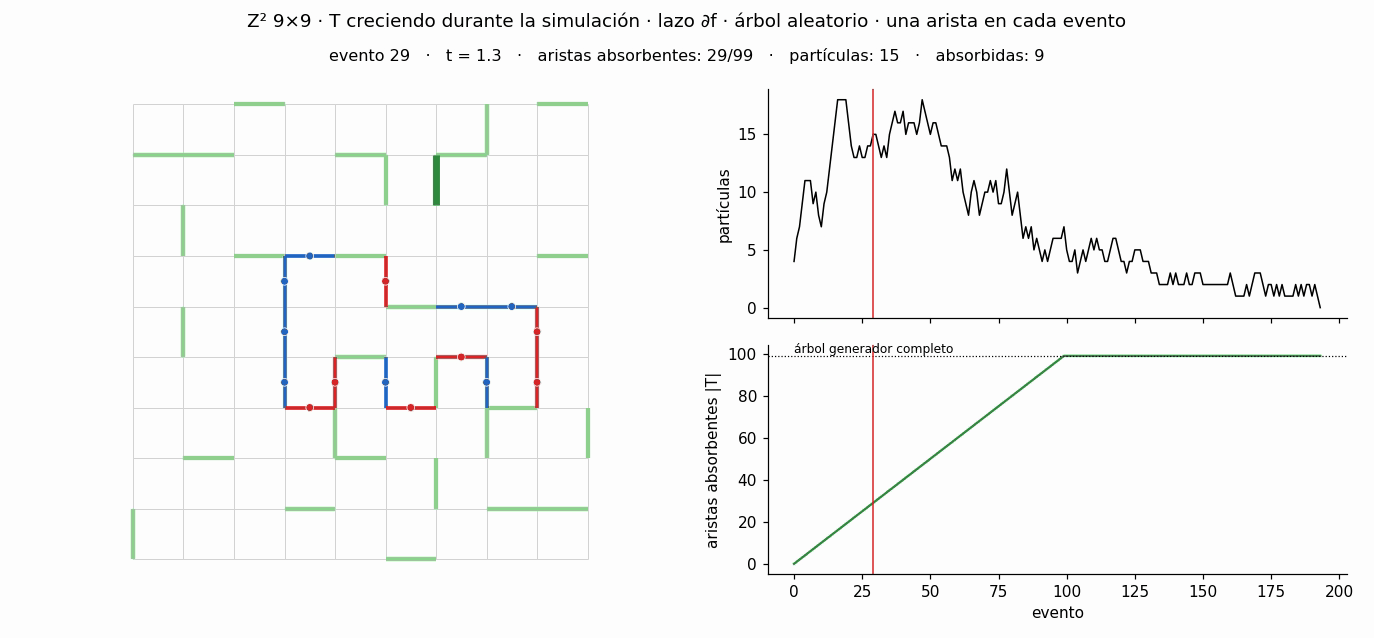 Z² 9×9 · T creciendo durante la simulación · lazo ∂f · árbol aleatorio · una arista en cada evento
evento 29 · t = 1.3 · aristas absorbentes: 29/99 · partículas: 15 · absorbidas: 9
partículas
15
10
5
0
aristas absorbentes |T|
árbol generador completo
100
80
60
40
20
0
0 25 50 75 100 125 150 175 200
evento